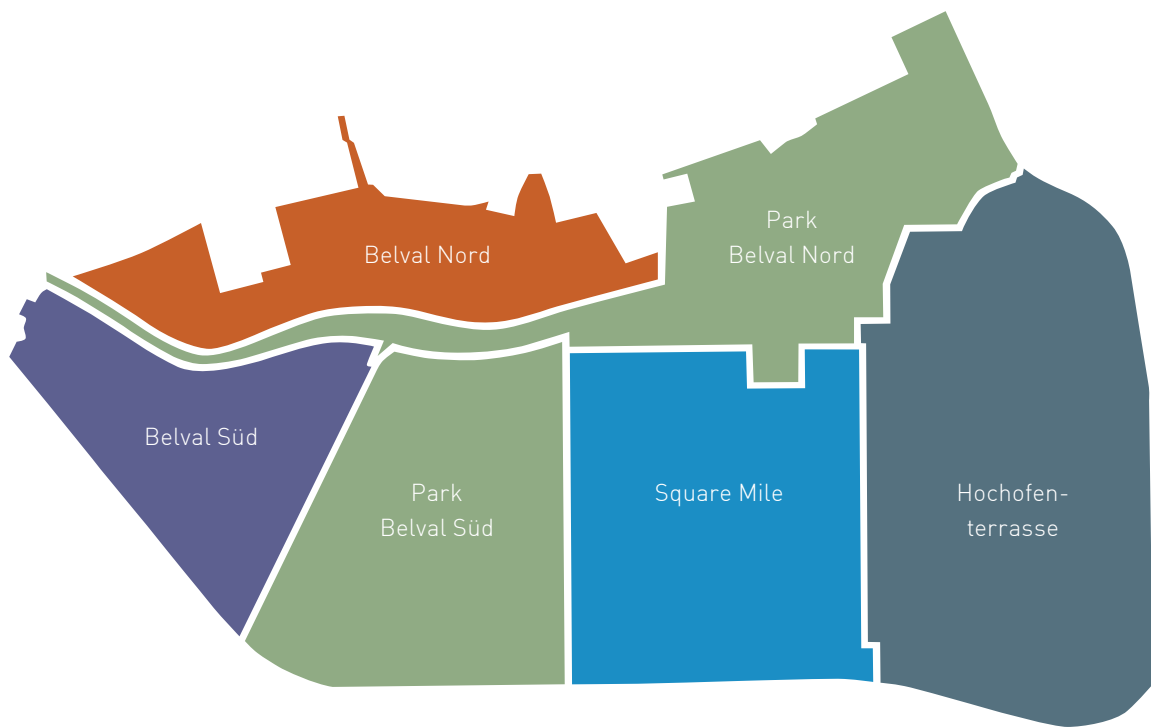 Park
Belval Nord
Belval Nord
Belval Süd
Park
Belval Süd
Square Mile
Hochofen-
terrasse